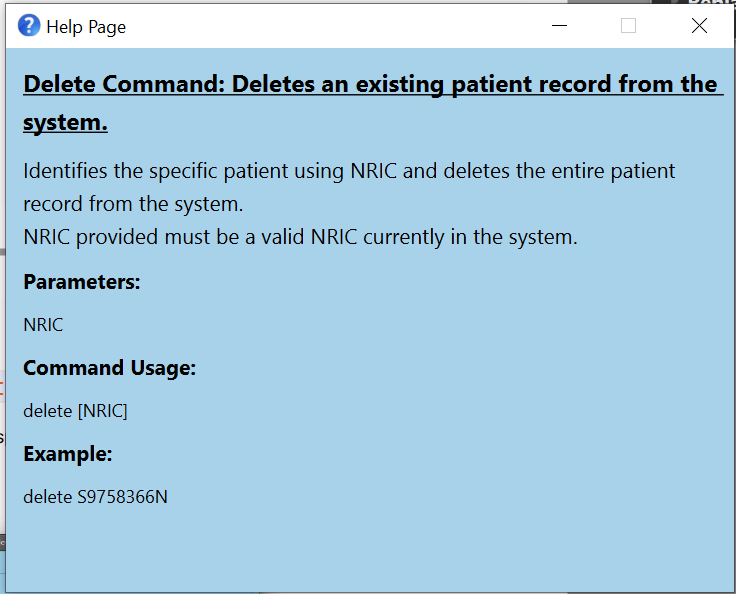 Help Page
Delete Command: Deletes an existing patient record from the
system.
Identifies the specific patient using NRIC and deletes the entire patient
record from the system.
NRIC provided must be a valid NRIC currently in the system.
Parameters:
NRIC
Command Usage:
delete [NRIC]
Example:
delete S9758366N